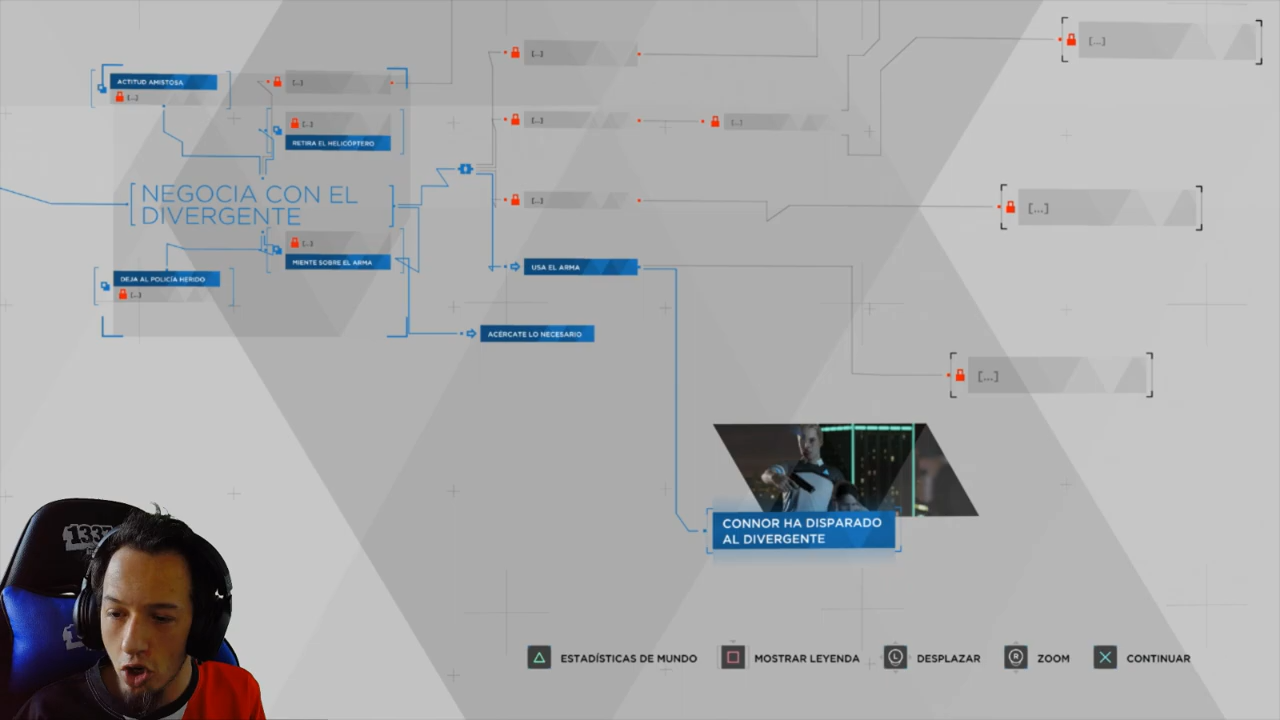 [...]
[...]
ACTITUD AMISTOSA
[...]
[...]
[...]
[...]
[...]
RETIRA EL HELICÓPTERO
NEGOCIA CON EL
DIVERGENTE
[...]
[...]
[...]
MIENTE SOBRE EL ARMA
USA EL ARMA
DEJA AL POLICÍA HERIDO
[...]
ACÉRCATE LO NECESARIO
[...]
CONNOR HA DISPARADO
AL DIVERGENTE
1337
ESTADÍSTICAS DE MUNDO
MOSTRAR LEYENDA
L
DESPLAZAR
R
ZOOM
CONTINUAR